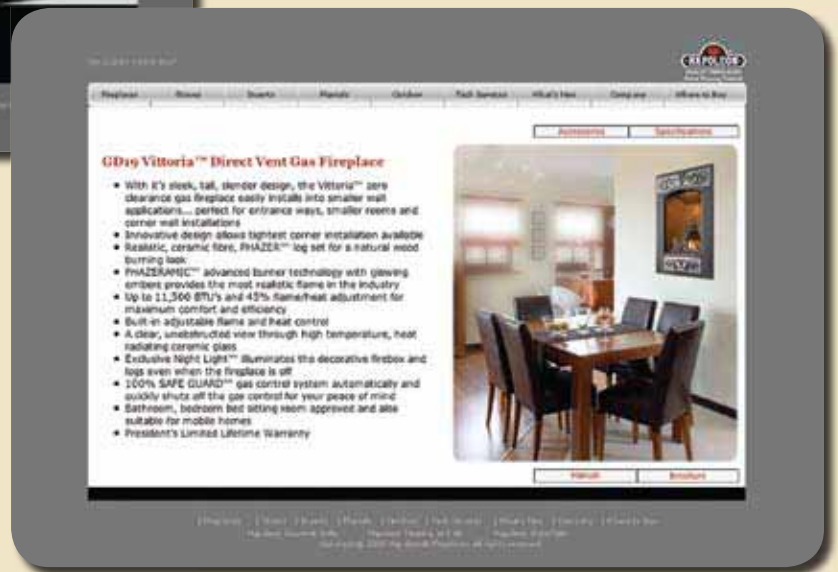 NAPOLEON
Fireplaces Stoves Inserts Mantels Outdoor Tech Services What's New Company Where to Buy
Accessories Specifications
GD19 Vittoria™ Direct Vent Gas Fireplace
• With it's sleek, tall, slender design, the Vittoria™ zero
clearance gas fireplace easily installs into smaller wall
applications... perfect for entrance ways, smaller rooms and
corner wall installations
• Innovative design allows tightest corner installation available
• Realistic, ceramic fibre, PHAZER™ log set for a natural wood
burning look
• PHAZERAMIC™ advanced burner technology with glowing
embers provides the most realistic flame in the industry
• Up to 11,500 BTU's and 45% flame/heat adjustment for
maximum comfort and efficiency
• Built-in adjustable flame and heat control
• A clear, unobstructed view through high temperature, heat
radiating ceramic glass
• Exclusive Night Light™ illuminates the decorative firebox and
logs even when the fireplace is off
• 100% SAFE GUARD™ gas control system automatically and
quickly shuts off the gas control for your peace of mind
• Bathroom, bedroom bed sitting room approved and also
suitable for mobile homes
• President's Limited Lifetime Warranty
Manual Brochure